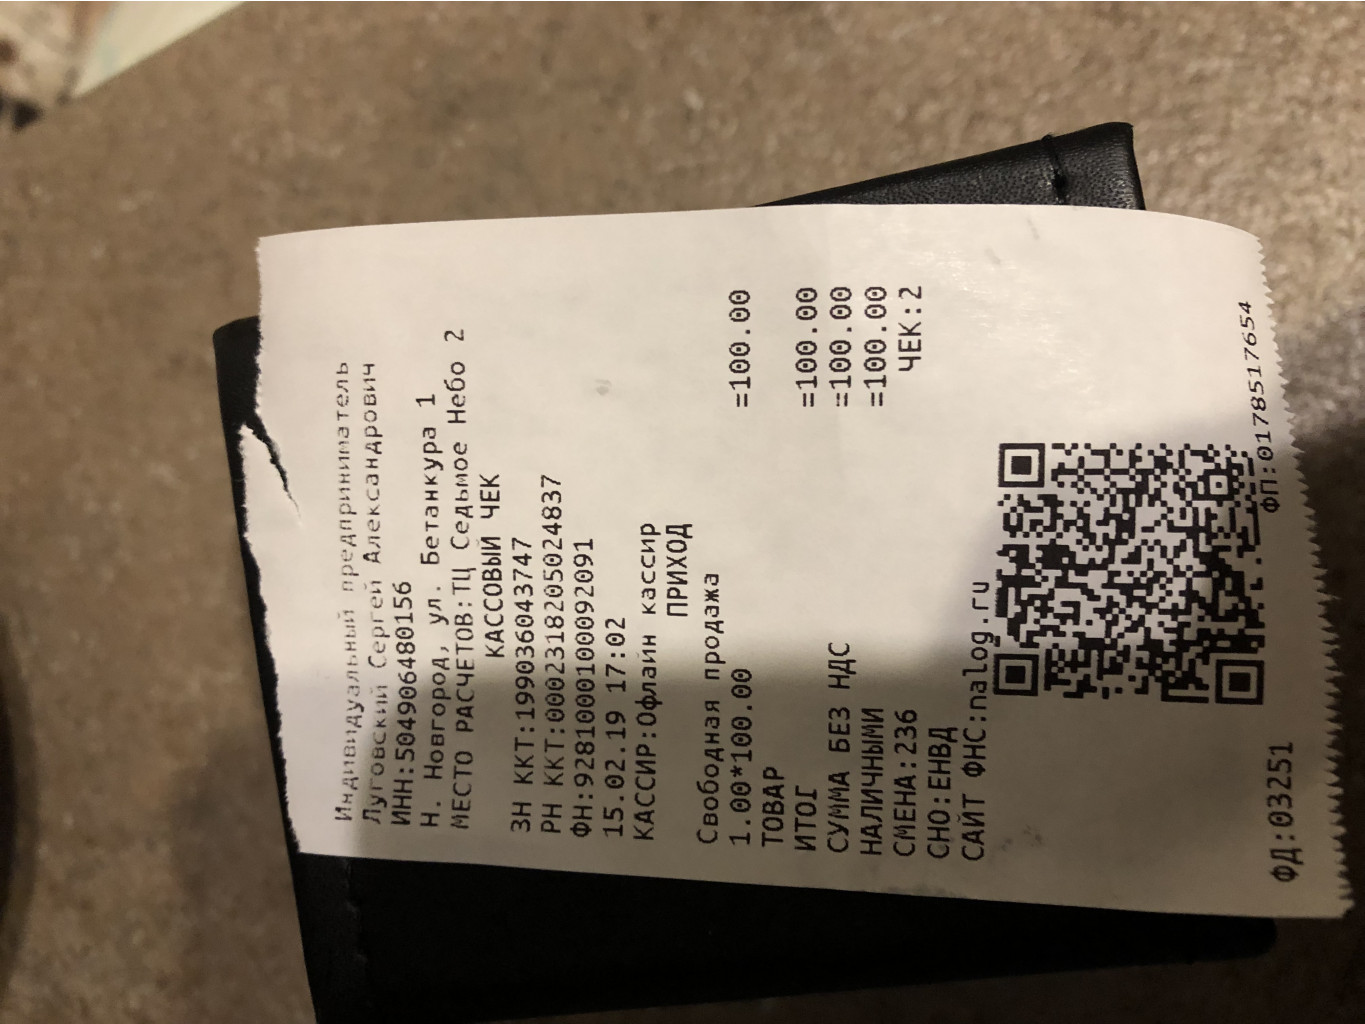 Индивидуальный предприниматель
Луговский Сергей Александрович
ИНН:504906480156
Н. Новгород, ул. Бетанкура 1
МЕСТО РАСЧЕТОВ:ТЦ Седьмое Небо 2
КАССОВЫЙ ЧЕК
ЗН ККТ:199036043747
РН ККТ:0002318205024837
ФН:9281000100092091
15.02.19 17:02
КАССИР:Офлайн кассир
ПРИХОД
Свободная продажа
1.00*100.00 =100.00
ТОВАР
ИТОГ =100.00
СУММА БЕЗ НДС =100.00
НАЛИЧНЫМИ =100.00
СМЕНА:236 ЧЕК:2
СНО:ЕНВД
САЙТ ФНС:nalog.ru
ФД:03251 ФП:0178517654